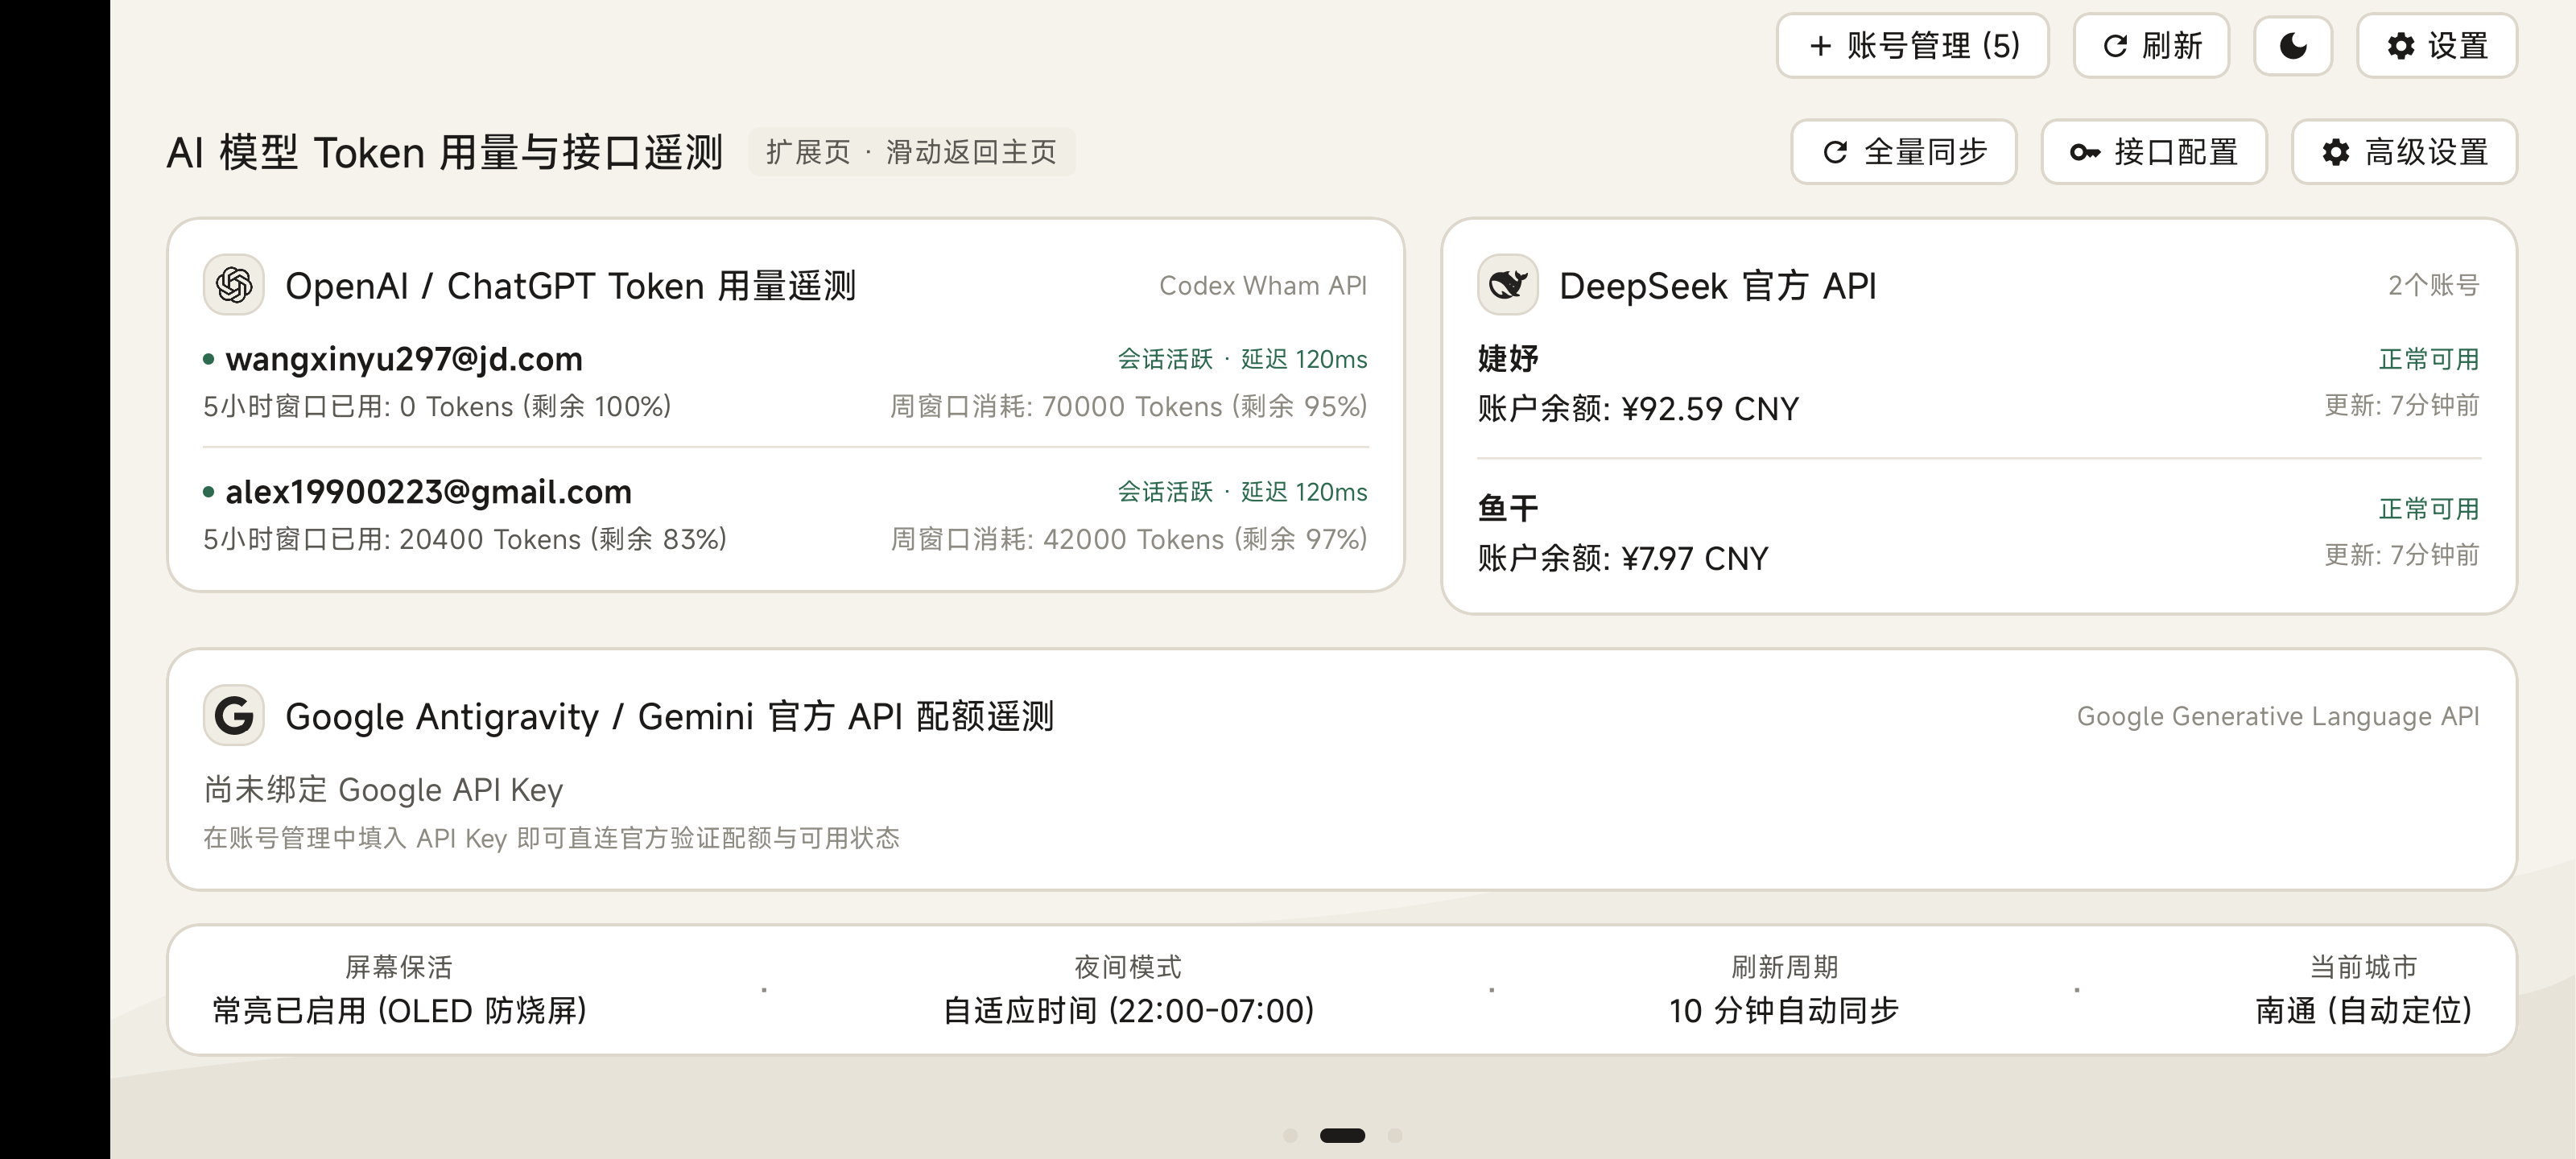 + 账号管理 (5) 刷新 设置
AI 模型 Token 用量与接口遥测 扩展页 · 滑动返回主页 全量同步 接口配置 高级设置
OpenAI / ChatGPT Token 用量遥测 Codex Wham API
wangxinyu297@jd.com 会话活跃 · 延迟 120ms
5小时窗口已用: 0 Tokens (剩余 100%) 周窗口消耗: 70000 Tokens (剩余 95%)
alex19900223@gmail.com 会话活跃 · 延迟 120ms
5小时窗口已用: 20400 Tokens (剩余 83%) 周窗口消耗: 42000 Tokens (剩余 97%)
DeepSeek 官方 API 2个账号
婕妤 正常可用
账户余额: ¥92.59 CNY 更新: 7分钟前
鱼干 正常可用
账户余额: ¥7.97 CNY 更新: 7分钟前
Google Antigravity / Gemini 官方 API 配额遥测 Google Generative Language API
尚未绑定 Google API Key
在账号管理中填入 API Key 即可直连官方验证配额与可用状态
屏幕保活 · 夜间模式 · 刷新周期 · 当前城市
常亮已启用 (OLED 防烧屏) 自适应时间 (22:00-07:00) 10 分钟自动同步 南通 (自动定位)